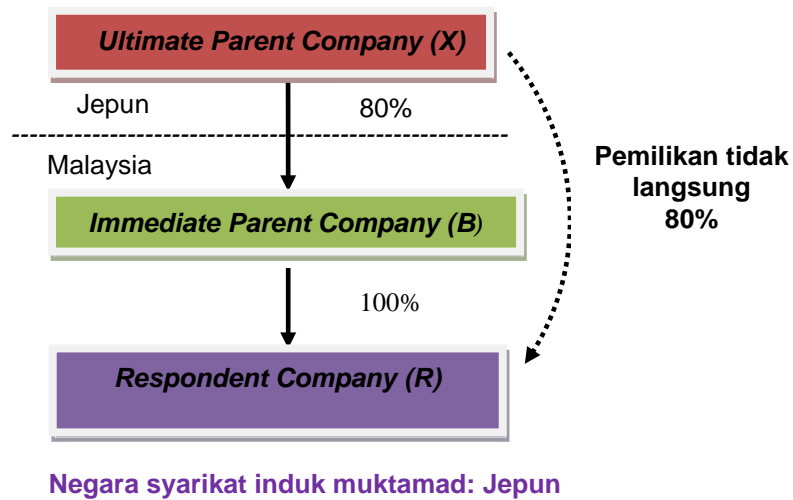 Ultimate Parent Company (X)
Jepun
80%
Malaysia
Pemilikan tidak
langsung
80%
Immediate Parent Company (B)
100%
Respondent Company (R)
Negara syarikat induk muktamad: Jepun